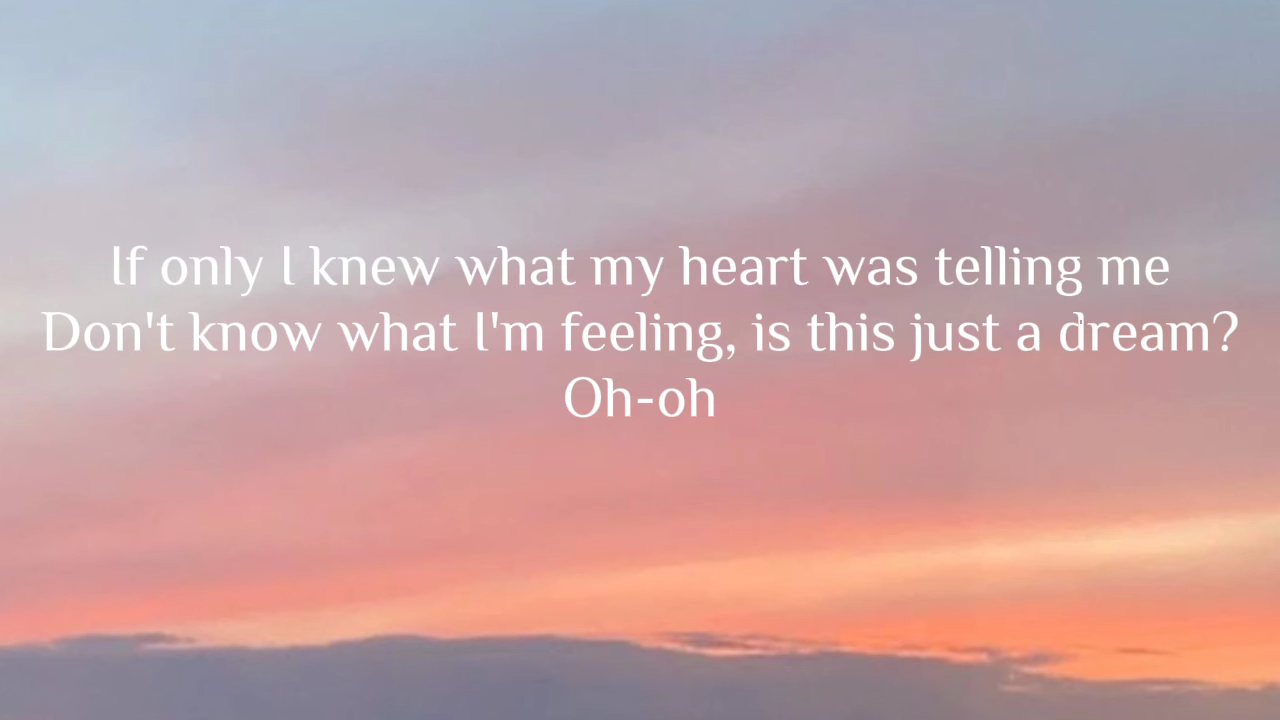 If only I knew what my heart was telling me
Don't know what I'm feeling, is this just a dream?
Oh-oh